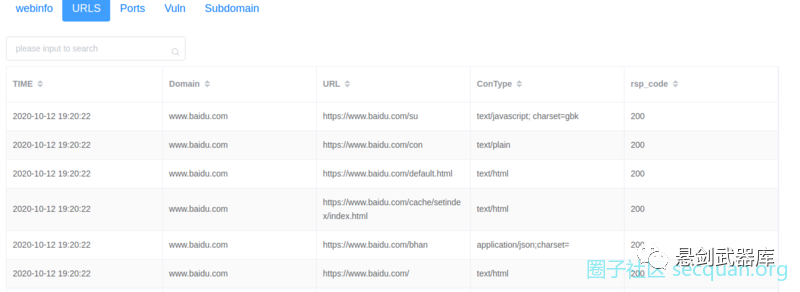 webinfo URLS Ports Vuln Subdomain
please input to search
TIME Domain URL ConType rsp_code
2020-10-12 19:20:22 www.baidu.com https://www.baidu.com/su text/javascript; charset=gbk 200
2020-10-12 19:20:22 www.baidu.com https://www.baidu.com/con text/plain 200
2020-10-12 19:20:22 www.baidu.com https://www.baidu.com/default.html text/html 200
2020-10-12 19:20:22 www.baidu.com https://www.baidu.com/cache/setinde
x/index.html text/html 200
2020-10-12 19:20:22 www.baidu.com https://www.baidu.com/bhan application/json;charset= 200
2020-10-12 19:20:22 www.baidu.com https://www.baidu.com/ text/html 200
悬剑武器库
圈子社区 secquan.org